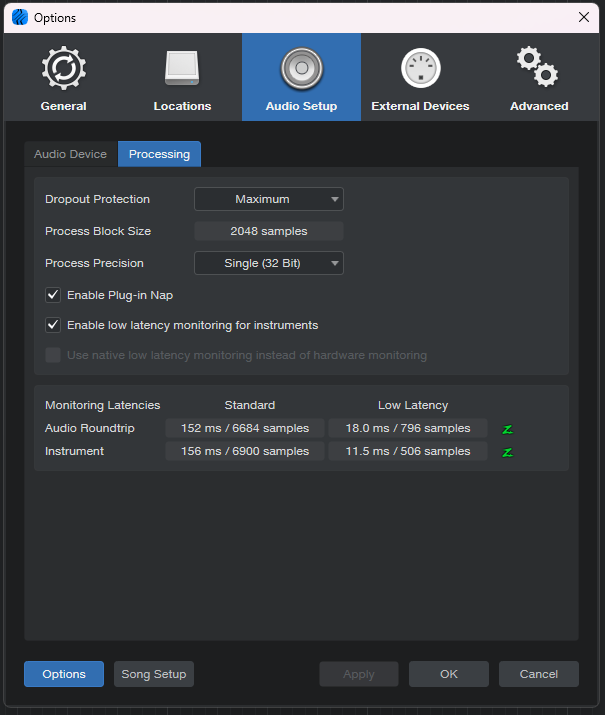 Options
General Locations Audio Setup External Devices Advanced
Audio Device Processing
Dropout Protection Maximum
Process Block Size 2048 samples
Process Precision Single (32 Bit)
Enable Plug-in Nap
Enable low latency monitoring for instruments
Use native low latency monitoring instead of hardware monitoring
Monitoring Latencies Standard Low Latency
Audio Roundtrip 152 ms / 6684 samples 18.0 ms / 796 samples Z
Instrument 156 ms / 6900 samples 11.5 ms / 506 samples Z
Options Song Setup Apply OK Cancel